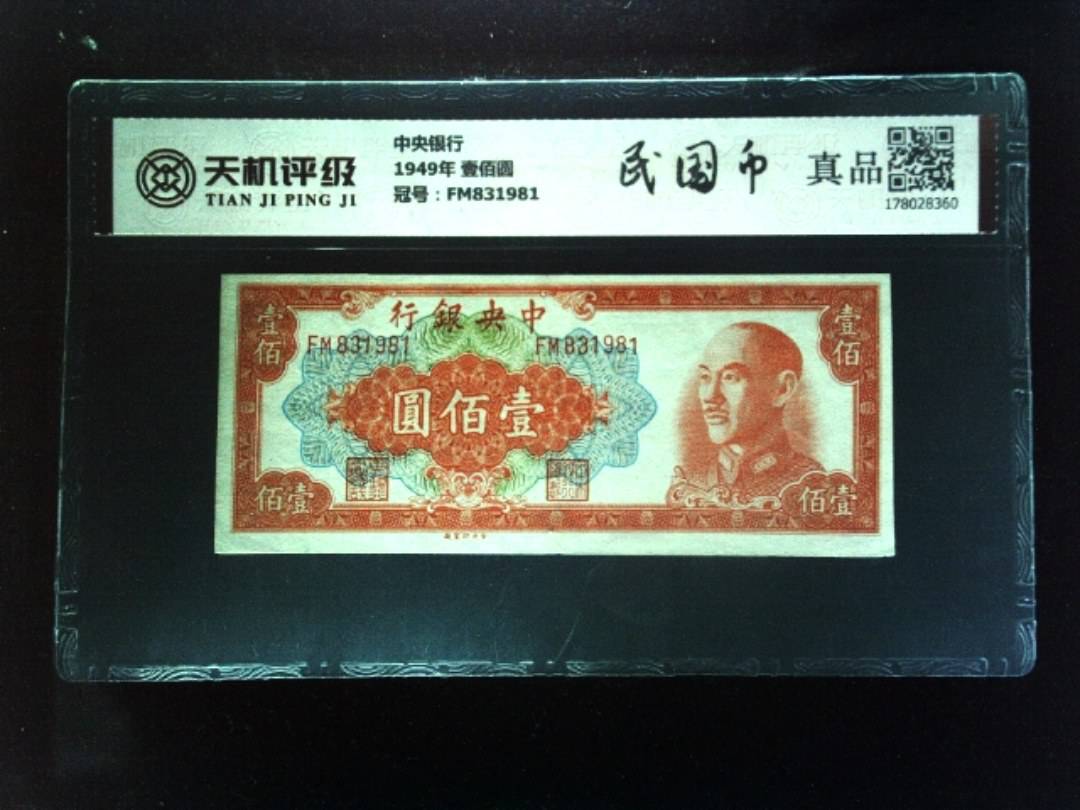 天机评级
TIAN JI PING JI
中央银行
1949年 壹佰圆
冠号：FM831981
民国币
真品
178028360
行銀央中
壹佰
壹佰
FM831981
FM831981
圓佰壹
佰壹
佰壹